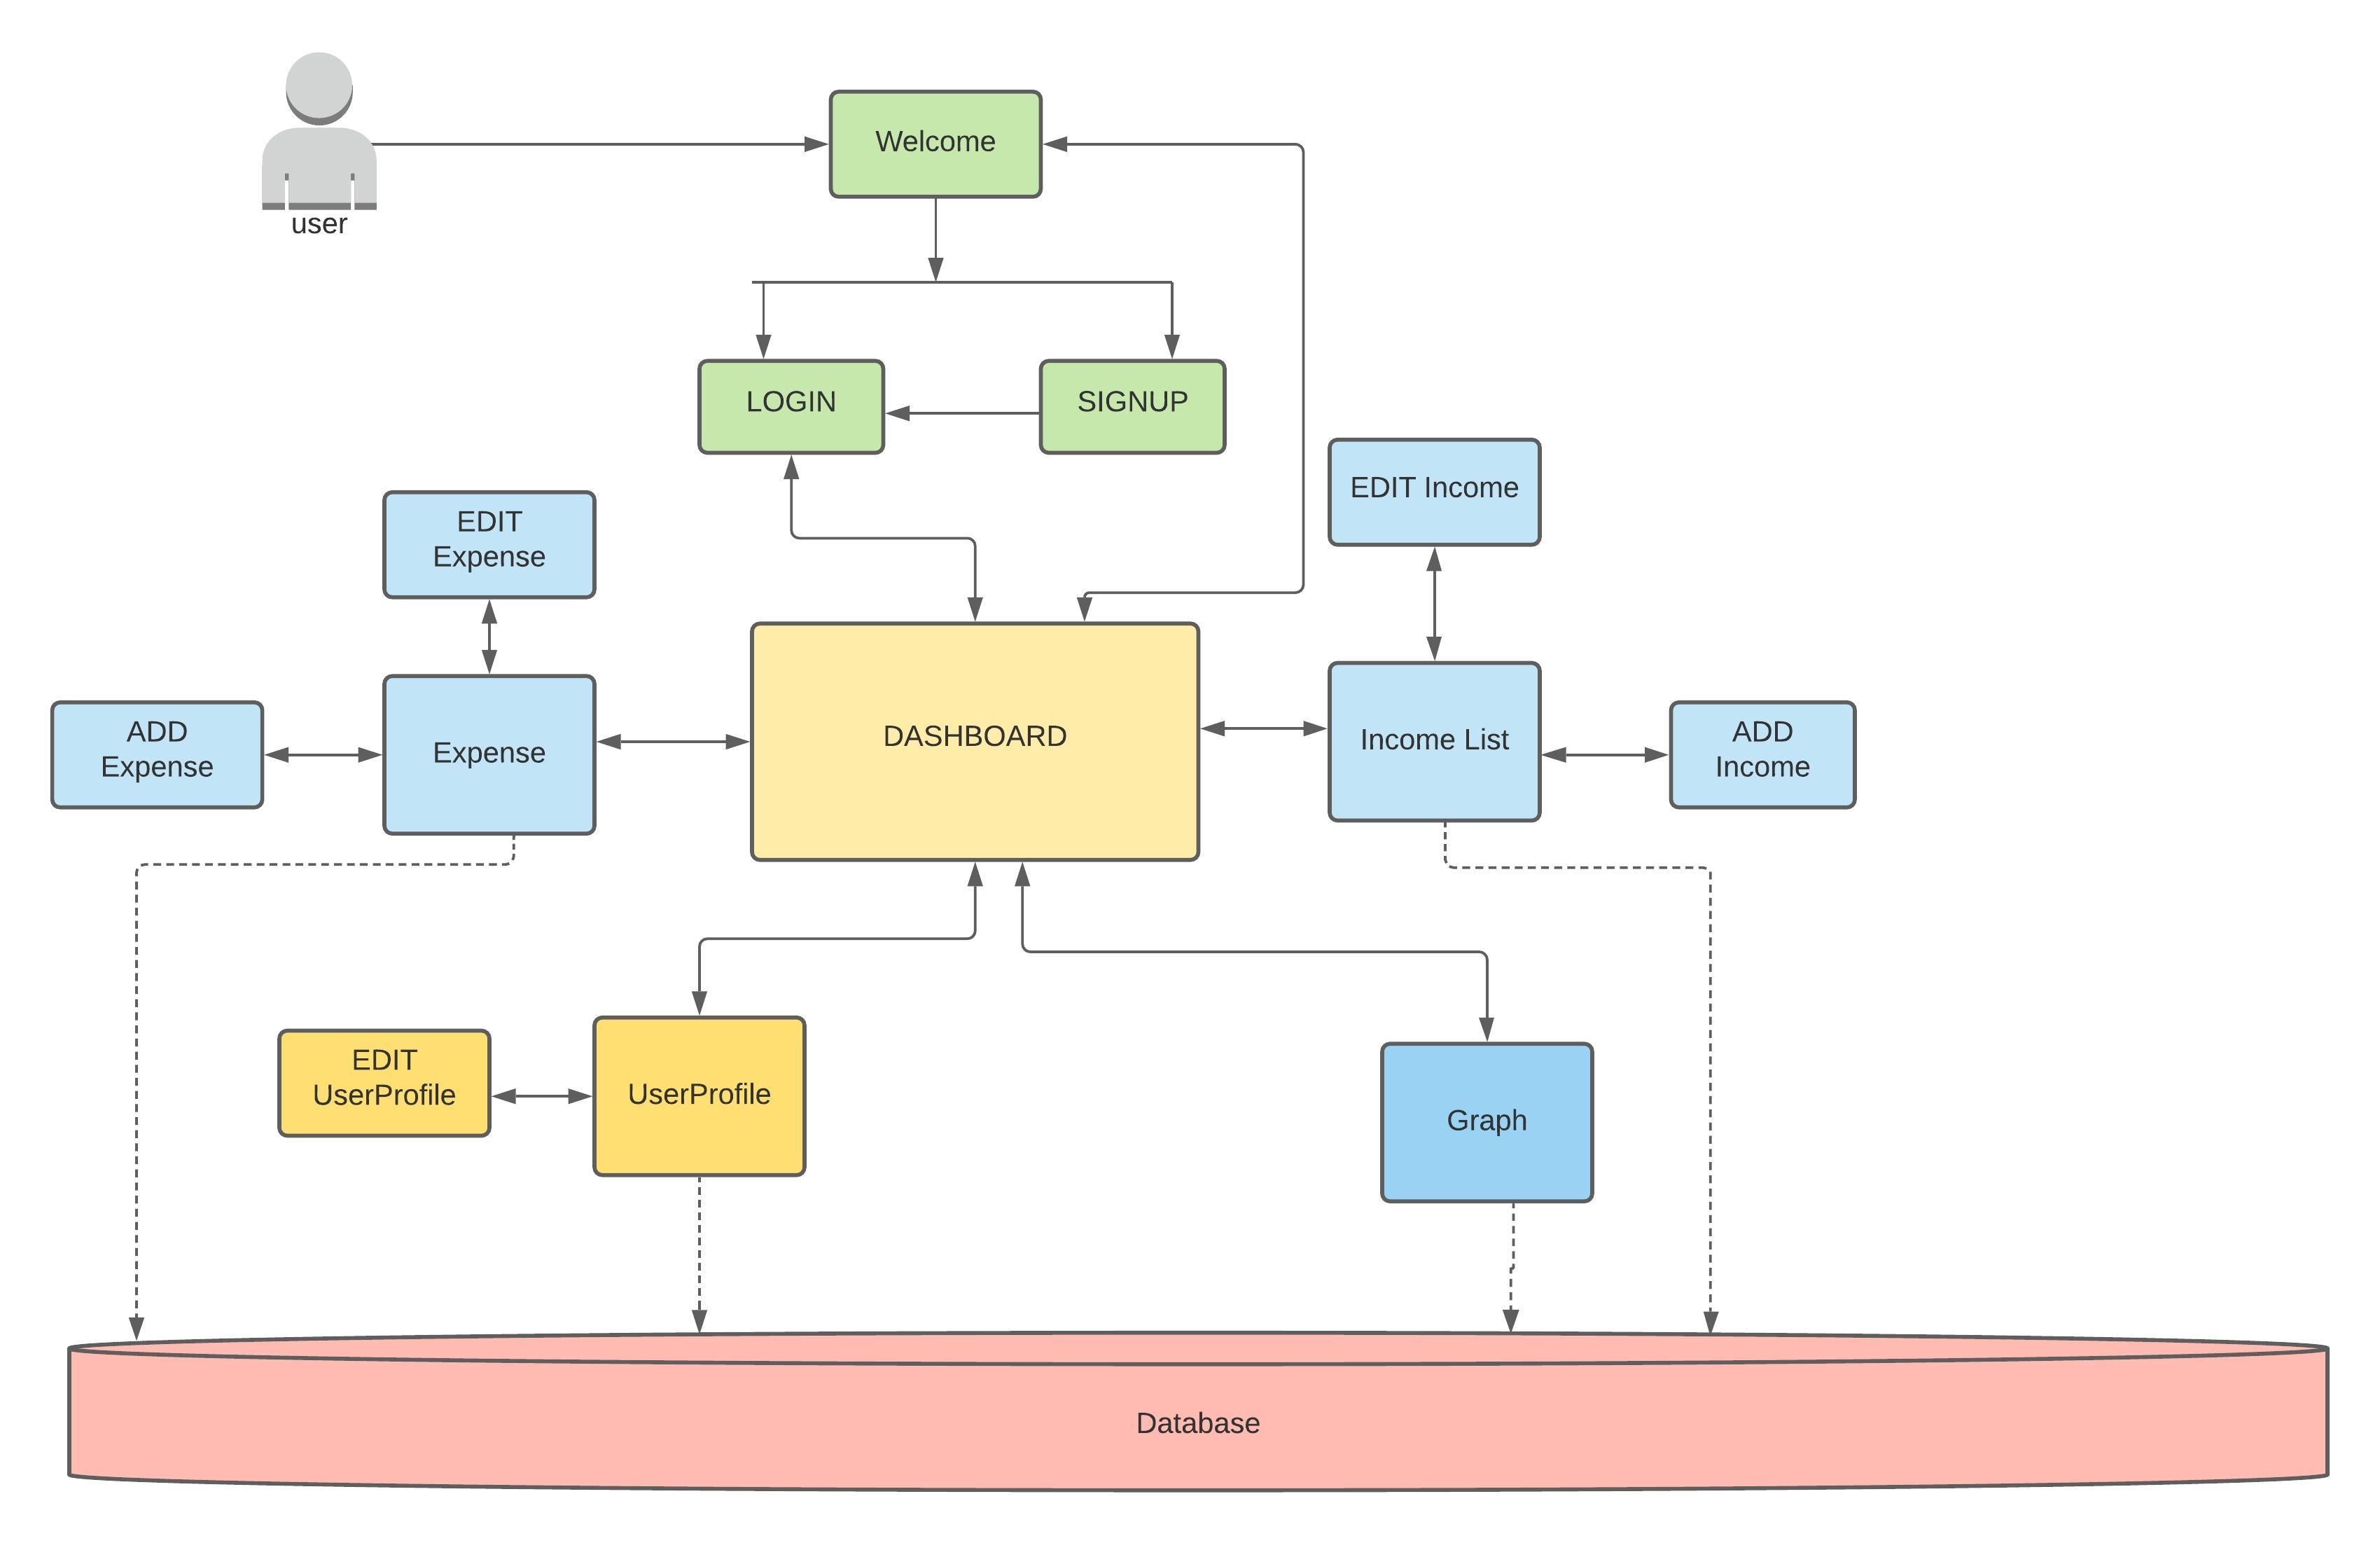 user
Welcome
LOGIN
SIGNUP
EDIT Income
EDIT
Expense
ADD
Expense
Expense
DASHBOARD
Income List
ADD
Income
EDIT
UserProfile
UserProfile
Graph
Database